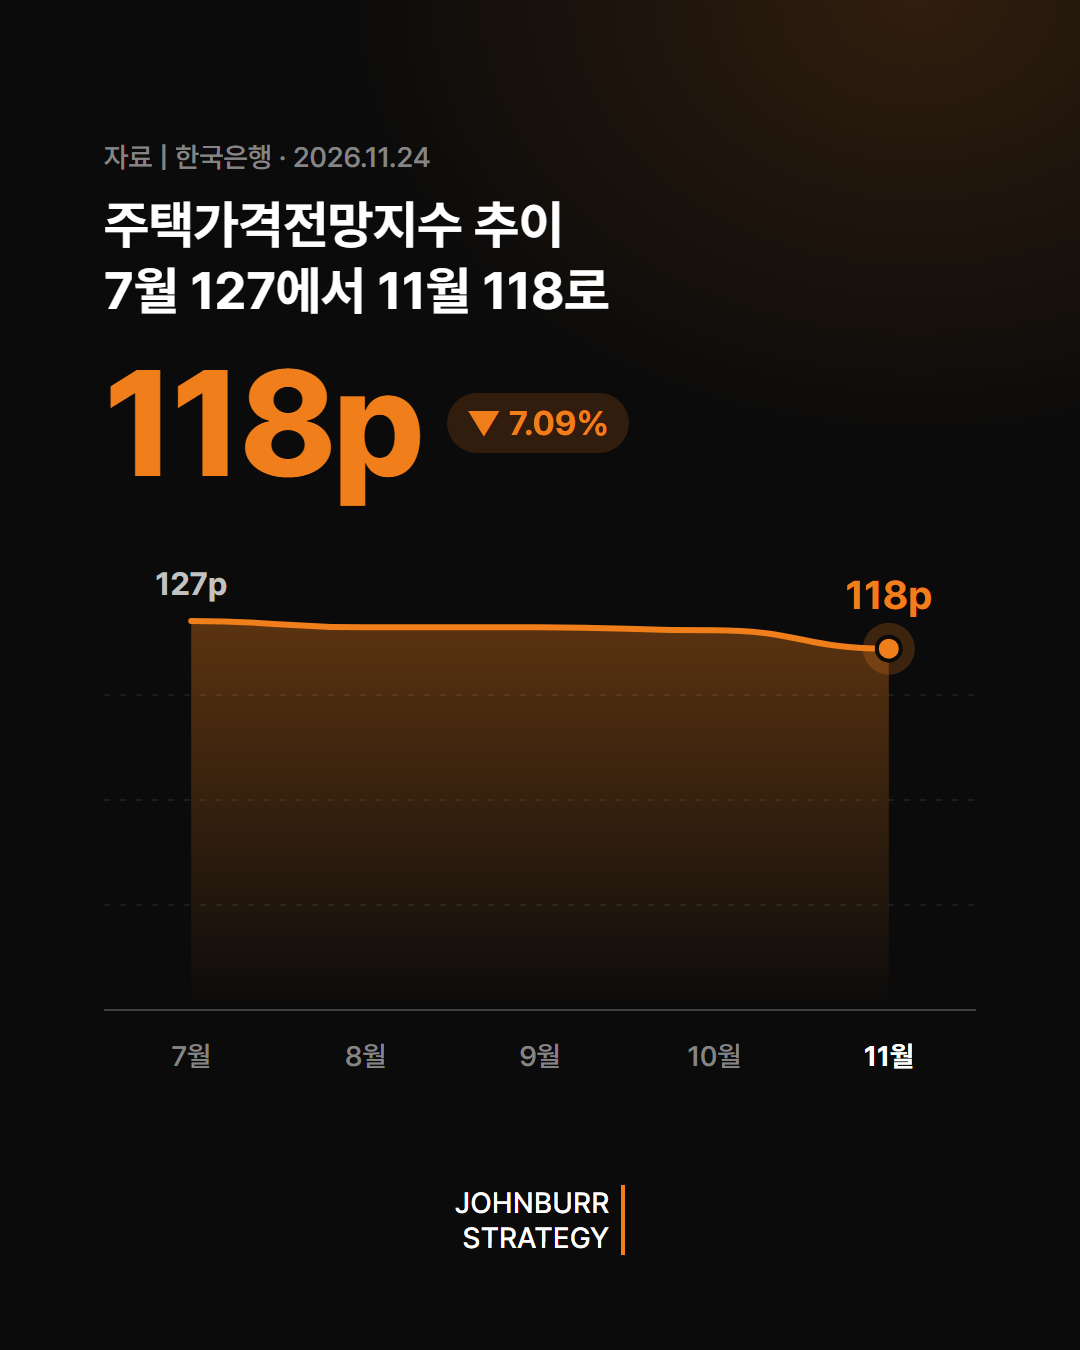 자료 | 한국은행 · 2026.11.24
주택가격전망지수 추이
7월 127에서 11월 118로
118p ▼ 7.09%
127p
118p
7월 8월 9월 10월 11월
JOHNBURR
STRATEGY